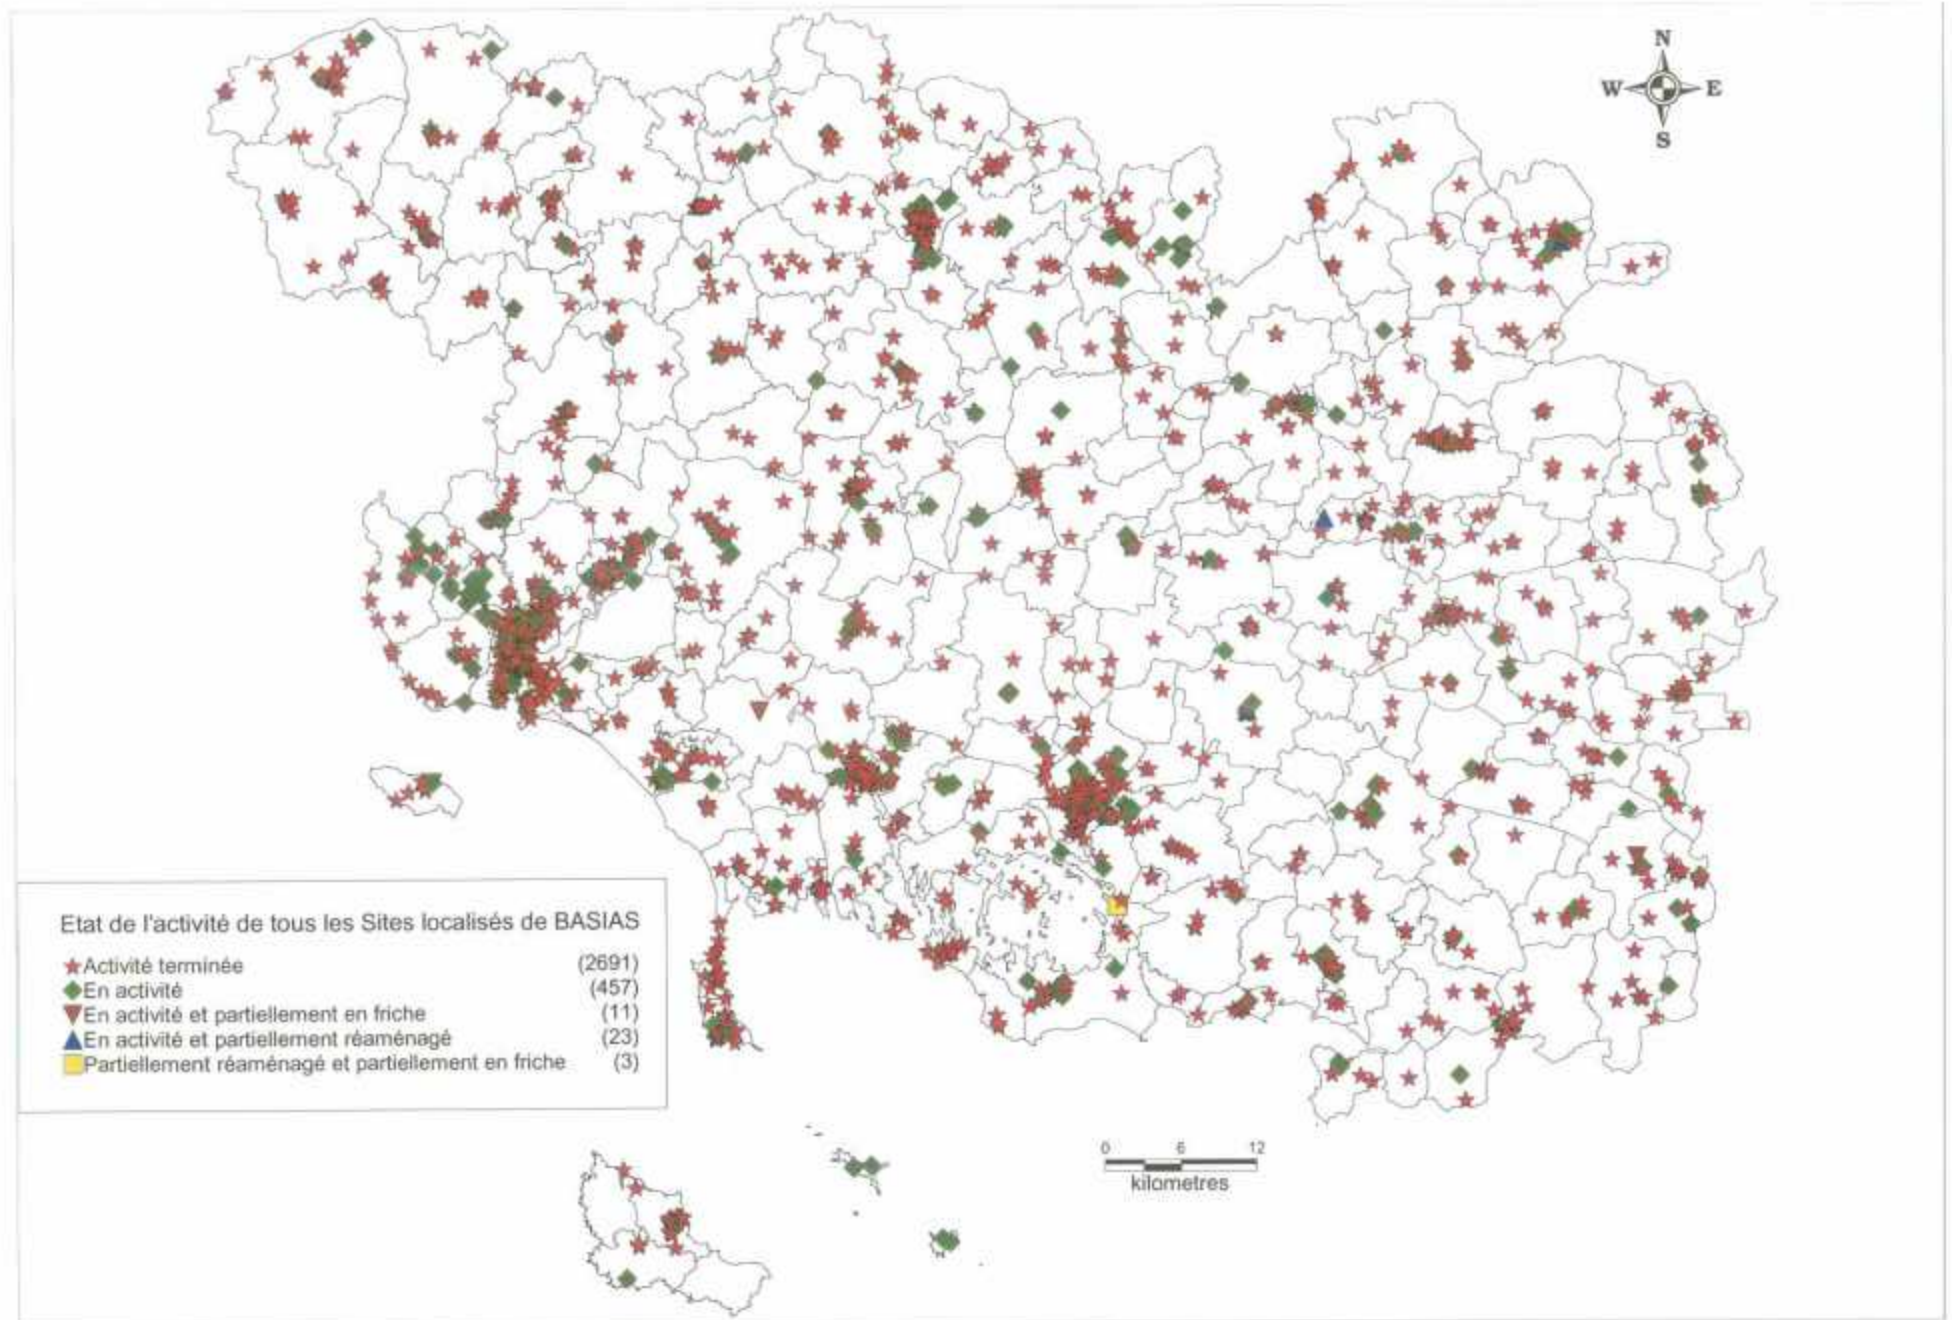 N
W E
S
Etat de l'activité de tous les Sites localisés de BASIAS
Activité terminée (2691)
En activité (457)
En activité et partiellement en friche (11)
En activité et partiellement réaménagé (23)
Partiellement réaménagé et partiellement en friche (3)
0 6 12
kilometres